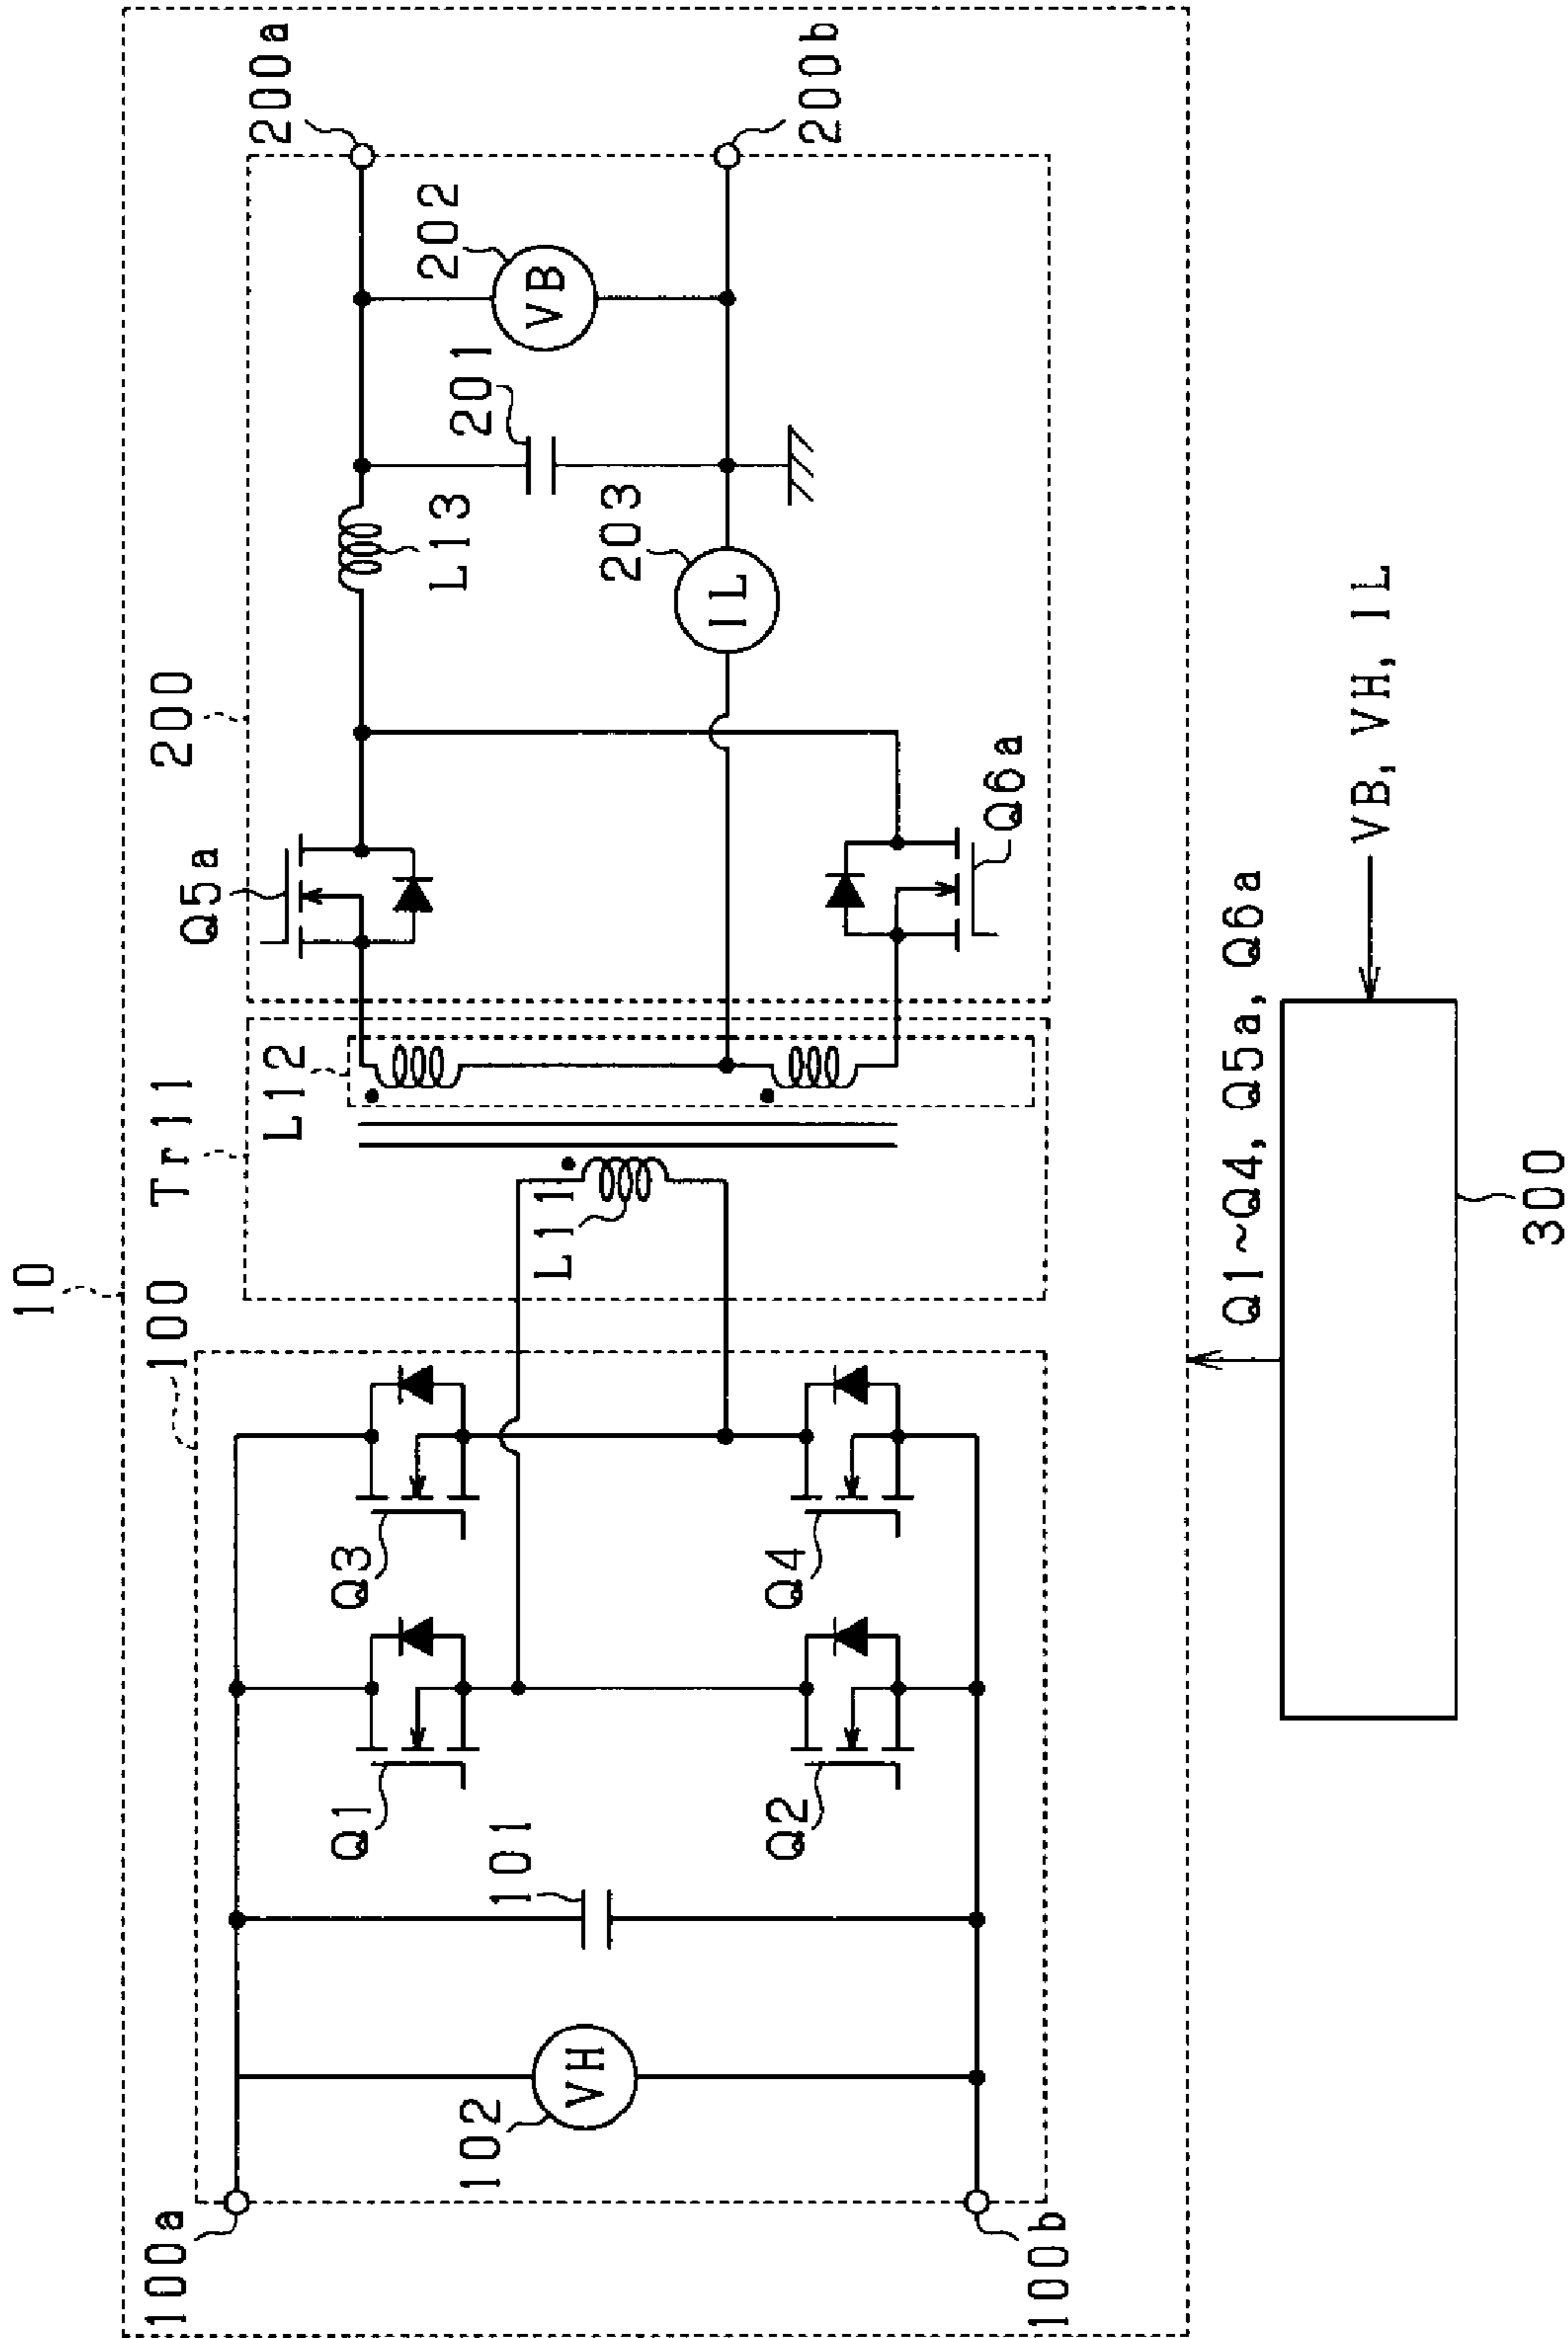 10
100
Tr11
200
100a
100b
102
VH
101
Q1
Q2
Q3
Q4
L11
L12
Q5a
Q6a
L13
203
IL
201
202
VB
200a
200b
Q1~Q4, Q5a, Q6a
VB, VH, IL
300